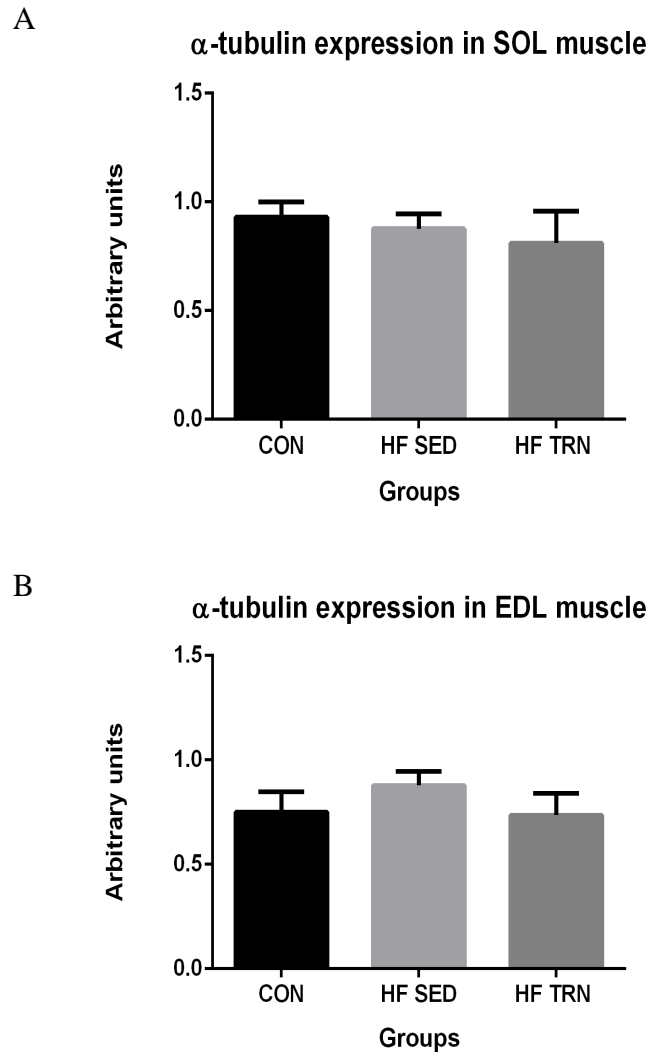 A
α-tubulin expression in SOL muscle
1.5
1.0
0.5
0.0
Arbitrary units
CON HF SED HF TRN
Groups
B
α-tubulin expression in EDL muscle
1.5
1.0
0.5
0.0
Arbitrary units
CON HF SED HF TRN
Groups